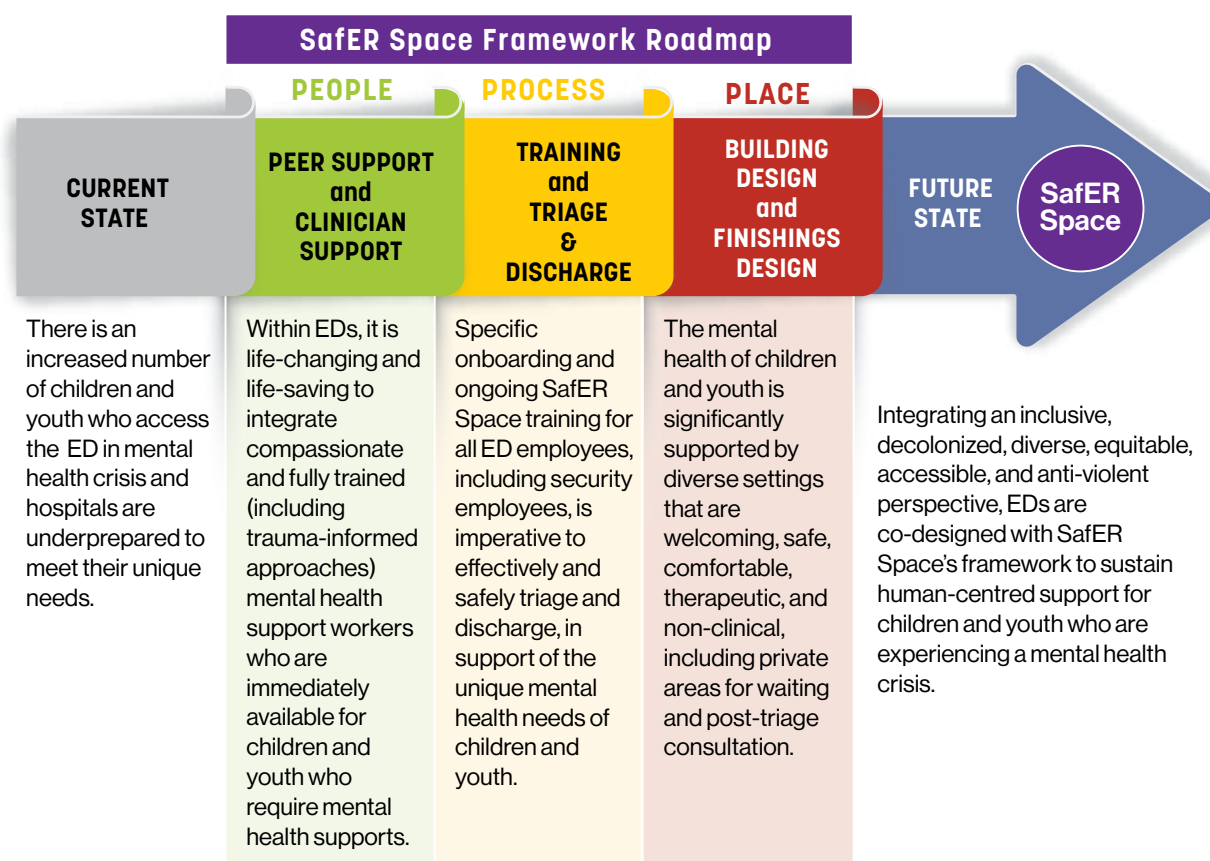 SafER Space Framework Roadmap
PEOPLE
PROCESS
PLACE
CURRENT
STATE
PEER SUPPORT
and
CLINICIAN
SUPPORT
TRAINING
and
TRIAGE
&
DISCHARGE
BUILDING
DESIGN
and
FINISHINGS
DESIGN
FUTURE
STATE
SafER
Space
There is an
increased number
of children and
youth who access
the ED in mental
health crisis and
hospitals are
underprepared to
meet their unique
needs.
Within EDs, it is
life-changing and
life-saving to
integrate
compassionate
and fully trained
(including
trauma-informed
approaches)
mental health
support workers
who are
immediately
available for
children and
youth who
require mental
health supports.
Specific
onboarding and
ongoing SafER
Space training for
all ED employees,
including security
employees, is
imperative to
effectively and
safely triage and
discharge, in
support of the
unique mental
health needs of
children and
youth.
The mental
health of children
and youth is
significantly
supported by
diverse settings
that are
welcoming, safe,
comfortable,
therapeutic, and
non-clinical,
including private
areas for waiting
and post-triage
consultation.
Integrating an inclusive,
decolonized, diverse, equitable,
accessible, and anti-violent
perspective, EDs are
co-designed with SafER
Space's framework to sustain
human-centred support for
children and youth who are
experiencing a mental health
crisis.